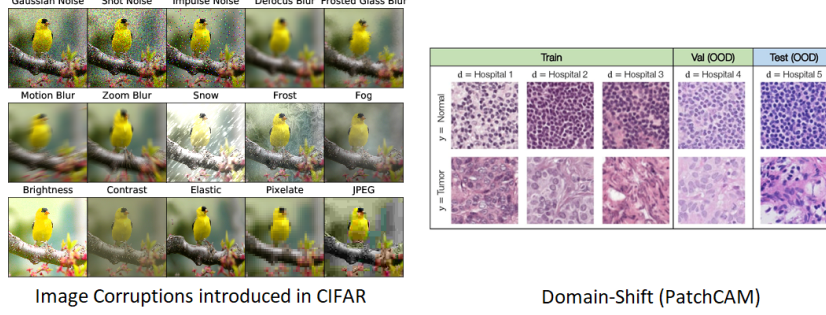 Gaussian Noise Shot Noise Impulse Noise Defocus Blur Frosted Glass Blur
Motion Blur Zoom Blur Snow Frost Fog
Brightness Contrast Elastic Pixelate JPEG
Image Corruptions introduced in CIFAR
Train Val (OOD) Test (OOD)
d = Hospital 1 d = Hospital 2 d = Hospital 3 d = Hospital 4 d = Hospital 5
y = Normal
y = Tumor
Domain-Shift (PatchCAM)